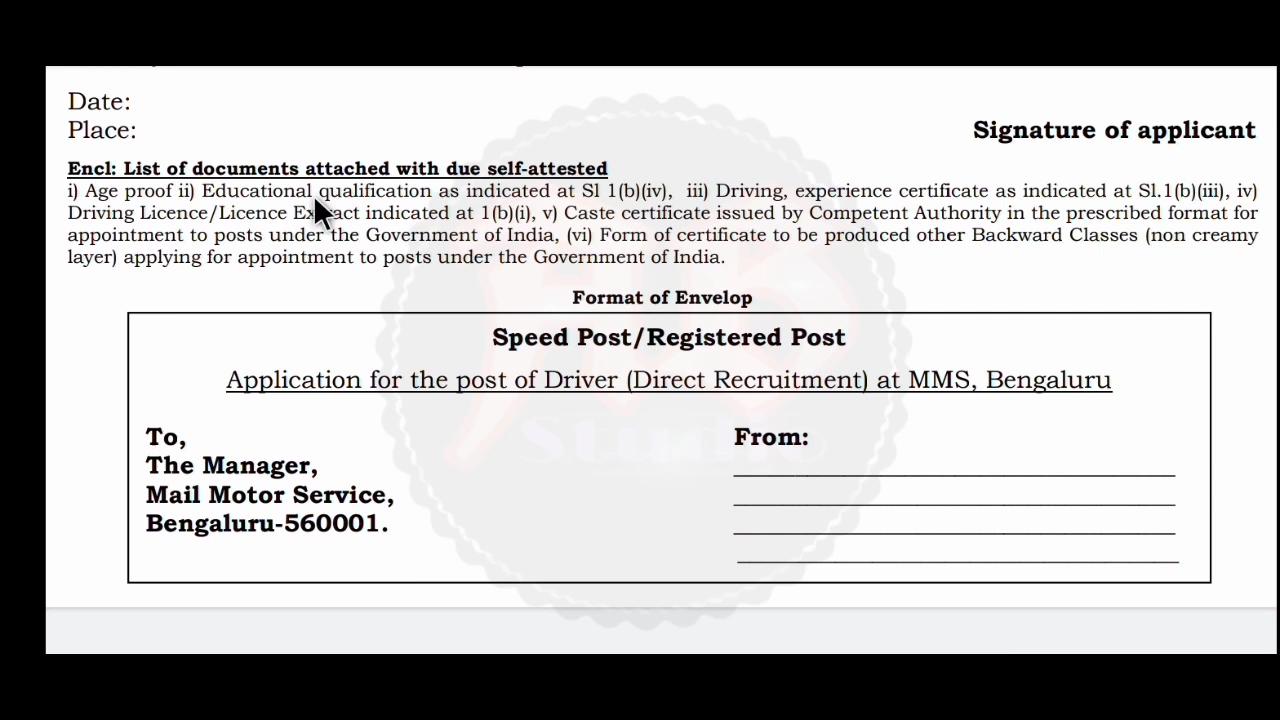 Date:
Place:
Signature of applicant
Encl: List of documents attached with due self-attested
i) Age proof ii) Educational qualification as indicated at Sl 1(b)(iv), iii) Driving, experience certificate as indicated at Sl.1(b)(iii), iv)
Driving Licence/Licence Extract indicated at 1(b)(i), v) Caste certificate issued by Competent Authority in the prescribed format for
appointment to posts under the Government of India, (vi) Form of certificate to be produced other Backward Classes (non creamy
layer) applying for appointment to posts under the Government of India.
Format of Envelop
Speed Post/Registered Post
Application for the post of Driver (Direct Recruitment) at MMS, Bengaluru
To,
The Manager,
Mail Motor Service,
Bengaluru-560001.
From:
Studio